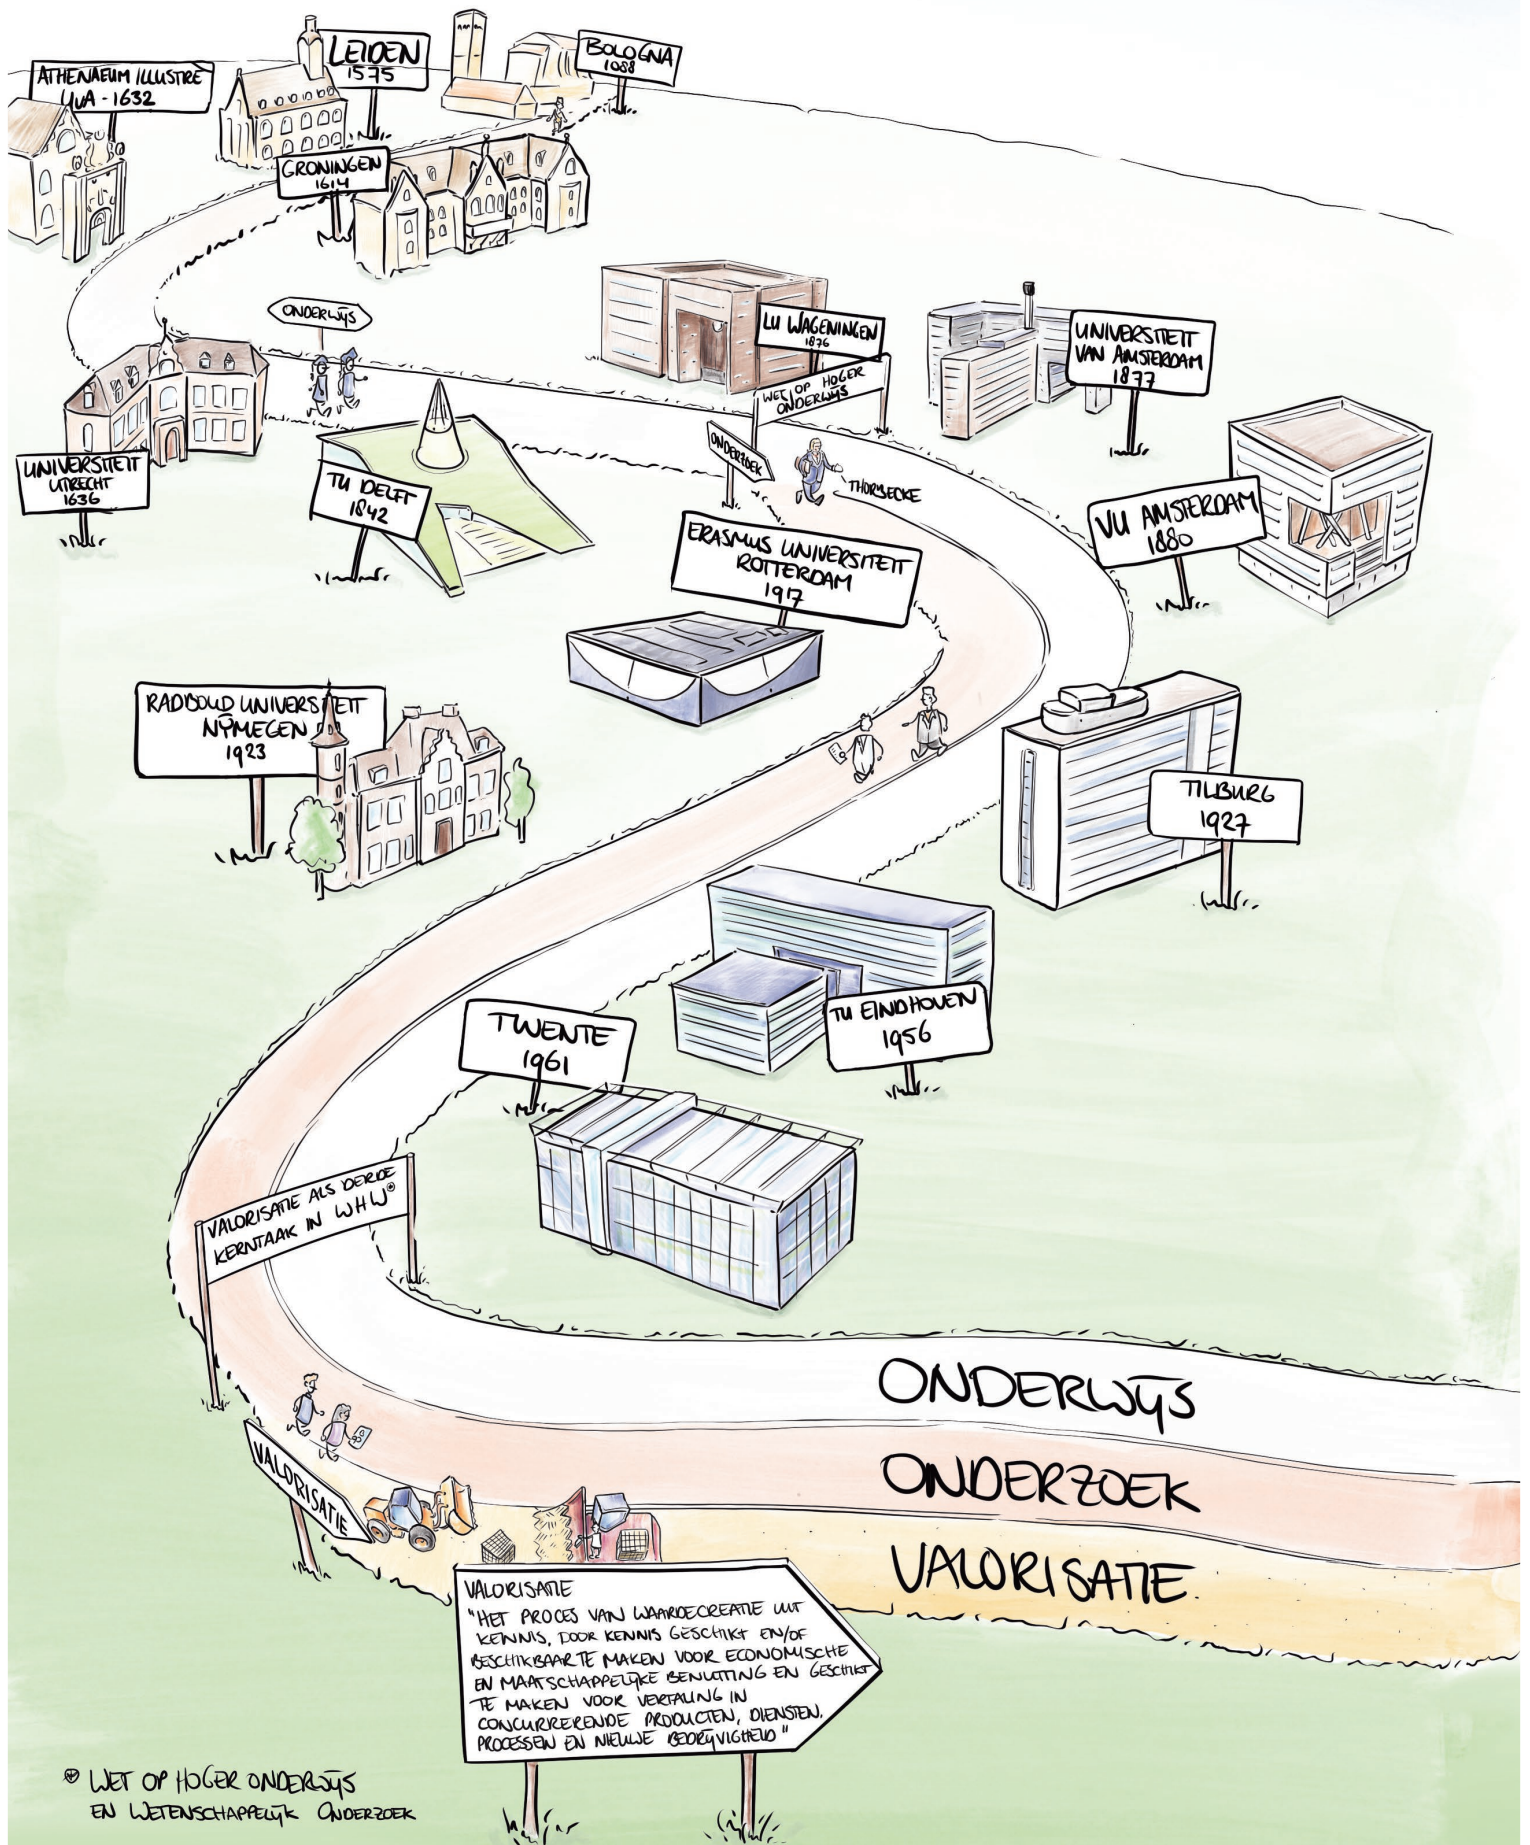 LEIDEN
1575
BOLOGNA
1088
ATHENAEUM ILLUSTRE
UvA - 1632
GRONINGEN
1614
ONDERWIJS
LU WAGENINGEN
1876
UNIVERSITEIT
VAN AMSTERDAM
1877
WET OP HOGER
ONDERWIJS
ONDERZOEK
THORBECKE
UNIVERSITEIT
UTRECHT
1636
TU DELFT
1842
VU AMSTERDAM
1880
ERASMUS UNIVERSITEIT
ROTTERDAM
1917
RADBOUD UNIVERSITEIT
NIJMEGEN
1923
TILBURG
1927
TU EINDHOVEN
1956
TWENTE
1961
VALORISATIE ALS DERDE
KERNTAAK IN WHW*
ONDERWIJS
ONDERZOEK
VALORISATIE
VALORISATIE
VALORISATIE
"HET PROCES VAN WAARDECREATIE UIT
KENNIS, DOOR KENNIS GESCHIKT EN/OF
BESCHIKBAAR TE MAKEN VOOR ECONOMISCHE
EN MAATSCHAPPELIJKE BENUTTING EN GESCHIKT
TE MAKEN VOOR VERTALING IN
CONCURRERENDE PRODUCTEN, DIENSTEN,
PROCESSEN EN NIEUWE BEDRIJVIGHEID"
* WET OP HOGER ONDERWIJS
EN WETENSCHAPPELIJK ONDERZOEK